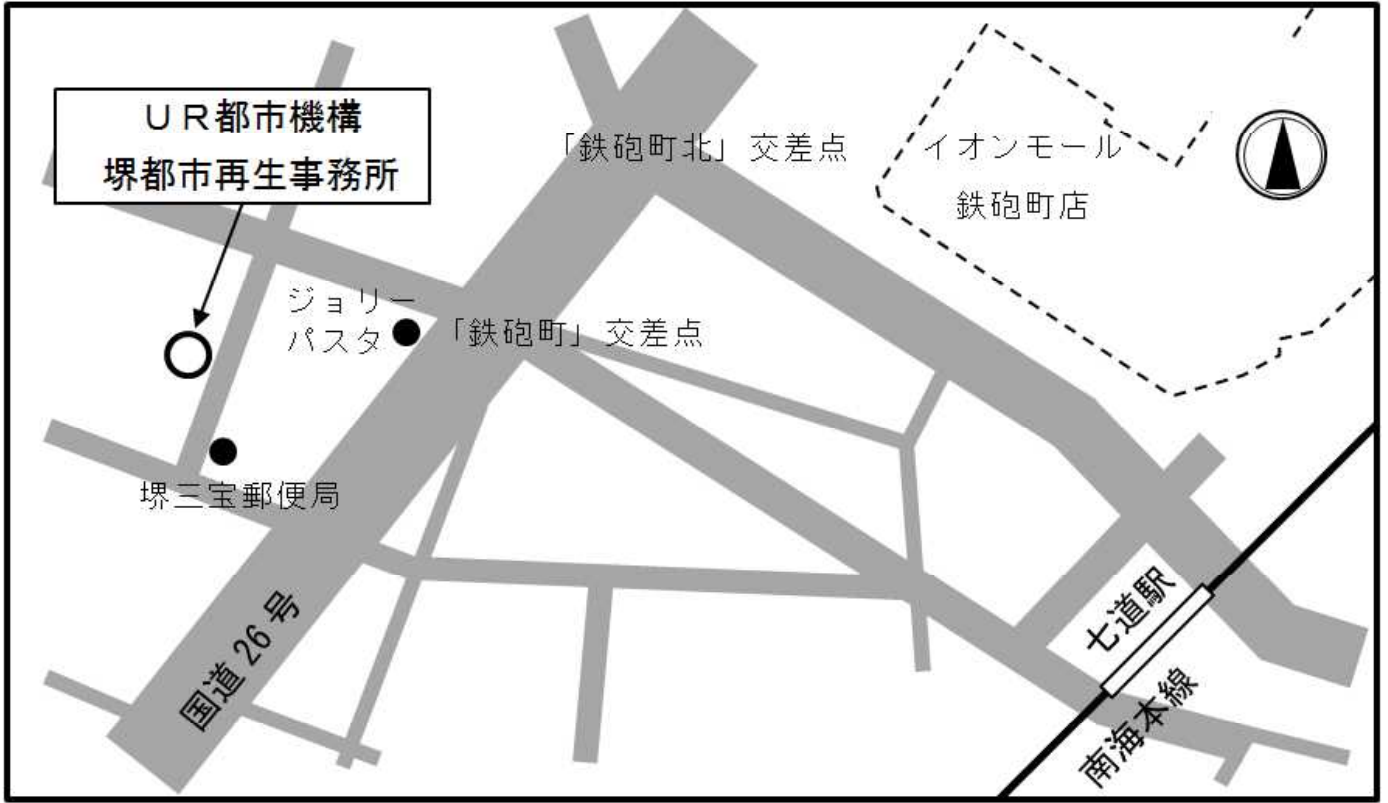 ＵＲ都市機構
堺都市再生事務所
「鉄砲町北」交差点
イオンモール
鉄砲町店
ジョリー
パスタ
「鉄砲町」交差点
堺三宝郵便局
国道26号
七道駅
南海本線